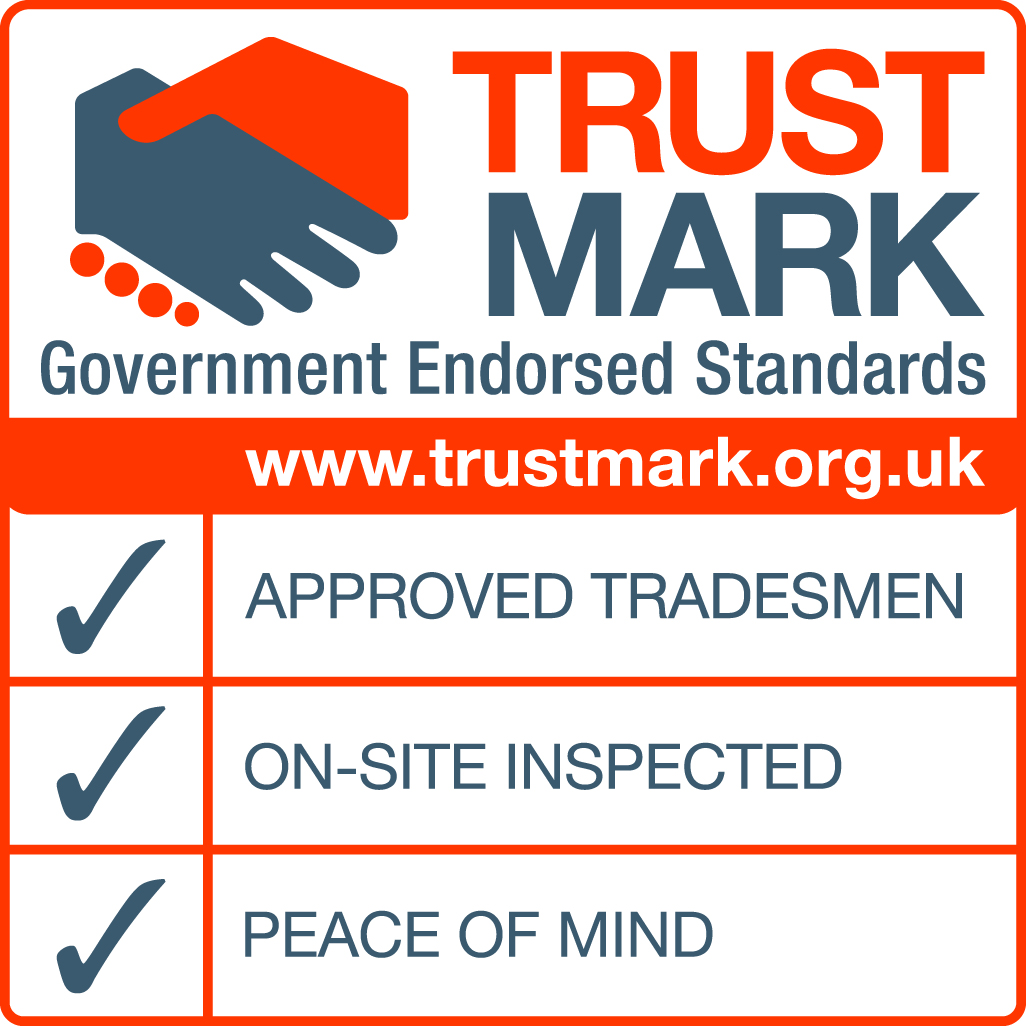 TRUST
MARK
Government Endorsed Standards
www.trustmark.org.uk
APPROVED TRADESMEN
ON-SITE INSPECTED
PEACE OF MIND